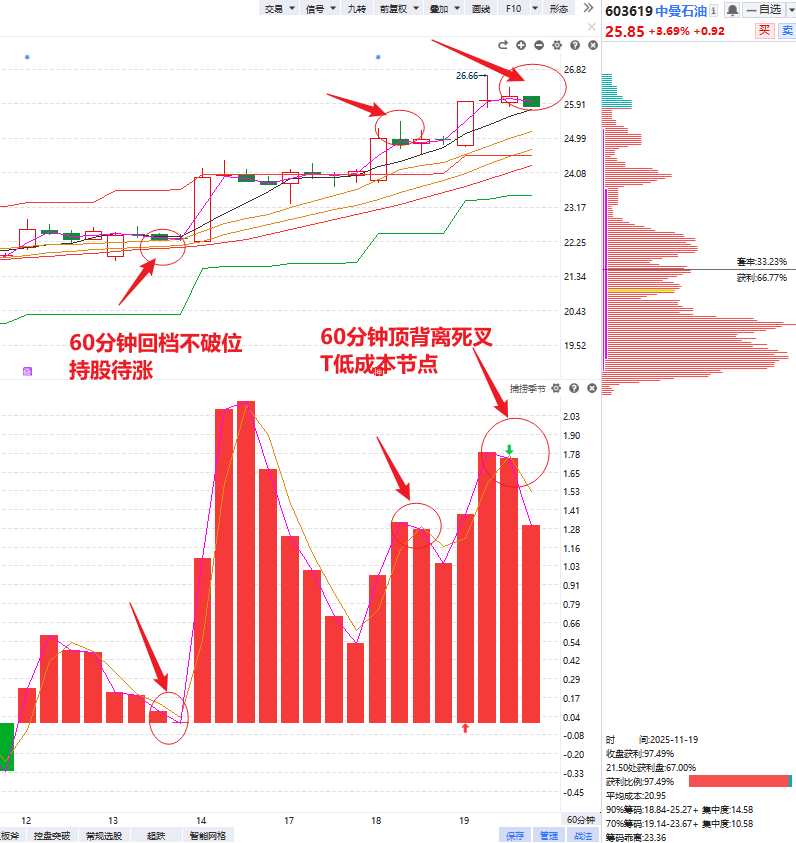 交易 信号 九转 前复权 叠加 画线 F10 形态
603619 中曼石油 自选
25.85 +3.69% +0.92 买 卖
26.82
26.66
25.91
24.99
24.08
23.17
22.25
21.34
20.43
19.52
套牢:33.23%
获利:66.77%
60分钟回档不破位
持股待涨
60分钟顶背离死叉
T低成本节点
捕捞季节
2.03
1.90
1.78
1.65
1.53
1.41
1.28
1.16
1.03
0.91
0.79
0.66
0.54
0.42
0.29
0.17
0.04
-0.08
-0.20
-0.33
-0.45
12 13 14 17 18 19 60分钟
板斧 控盘突破 常规选股 超跌 智能网格 保存 管理 战法
时 间:2025-11-19
收盘获利:97.49%
21.50处获利盘:67.00%
获利比例:97.49%
平均成本:20.95
90%筹码:18.84-25.27+ 集中度:14.58
70%筹码:19.14-23.67+ 集中度:10.58
筹码乖离:23.36